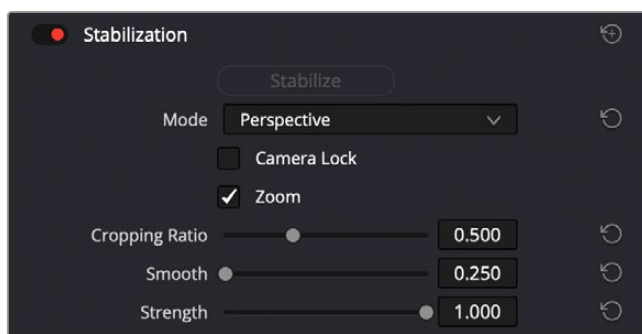 Stabilization
Stabilize
Mode Perspective
Camera Lock
Zoom
Cropping Ratio 0.500
Smooth 0.250
Strength 1.000